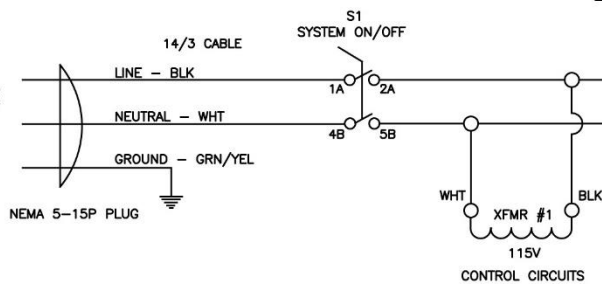 S1
SYSTEM ON/OFF
14/3 CABLE
LINE - BLK
1A 2A
NEUTRAL - WHT
4B 5B
GROUND - GRN/YEL
NEMA 5-15P PLUG
WHT XFMR #1 BLK
115V
CONTROL CIRCUITS